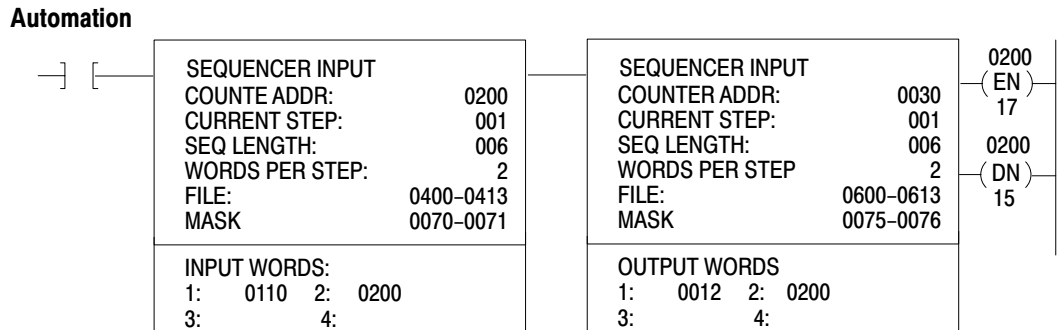 Automation
SEQUENCER INPUT
COUNTE ADDR: 0200
CURRENT STEP: 001
SEQ LENGTH: 006
WORDS PER STEP: 2
FILE: 0400–0413
MASK 0070–0071
INPUT WORDS:
1: 0110 2: 0200
3: 4:
SEQUENCER INPUT
COUNTER ADDR: 0030
CURRENT STEP: 001
SEQ LENGTH: 006
WORDS PER STEP 2
FILE: 0600–0613
MASK 0075–0076
OUTPUT WORDS
1: 0012 2: 0200
3: 4:
0200
EN
17
0200
DN
15